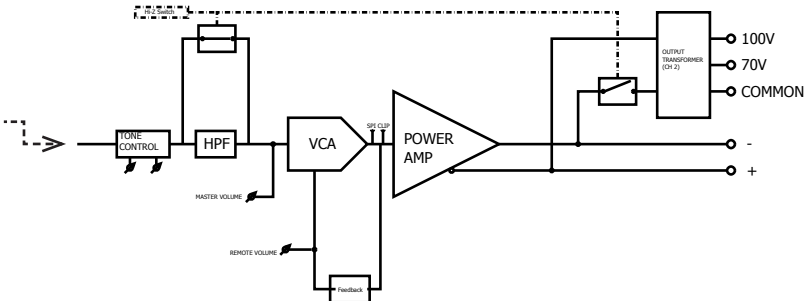 Hi-Z Switch
100V
OUTPUT
TRANSFORMER
(CH 2)
70V
COMMON
SPI CLIP
TONE
CONTROL
HPF
VCA
POWER
AMP
-
+
MASTER VOLUME
REMOTE VOLUME
Feedback